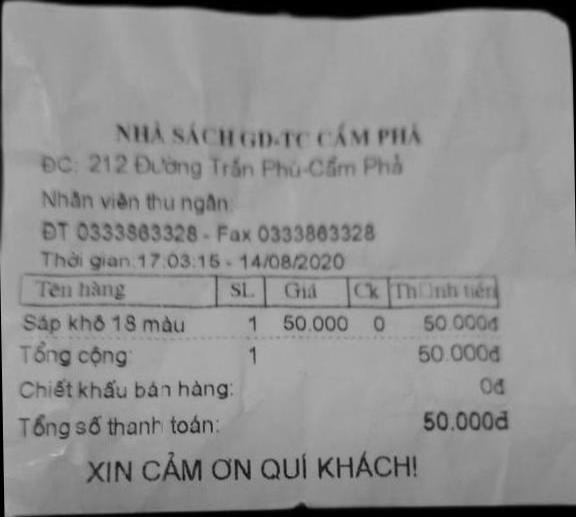 NHÀ SÁCH GD-TC CẨM PHẢ
ĐC: 212 Đường Trần Phú-Cẩm Phả
Nhân viên thu ngân:
ĐT 0333863328 - Fax 0333863328
Thời gian:17:03:15 - 14/08/2020
Tên hàng SL Giá Ck Thành tiền
Sáp khô 18 màu 1 50.000 0 50.000đ
Tổng cộng: 1 50.000đ
Chiết khấu bán hàng: 0đ
Tổng số thanh toán: 50.000đ
XIN CẢM ƠN QUÍ KHÁCH!